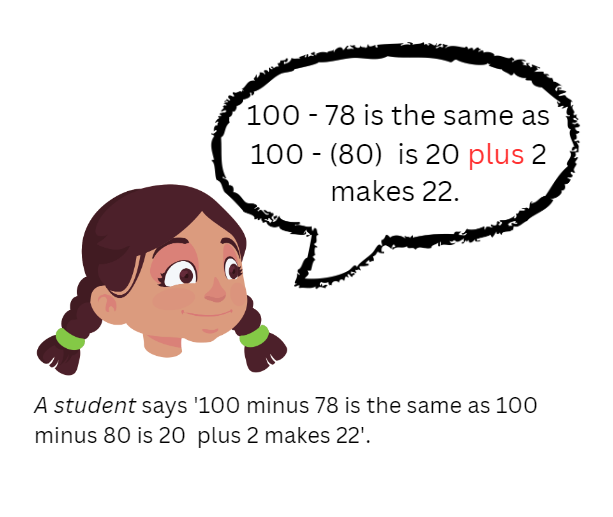 100 - 78 is the same as
100 - (80)  is 20 plus 2
makes 22.
A student says '100 minus 78 is the same as 100
minus 80 is 20  plus 2 makes 22'.